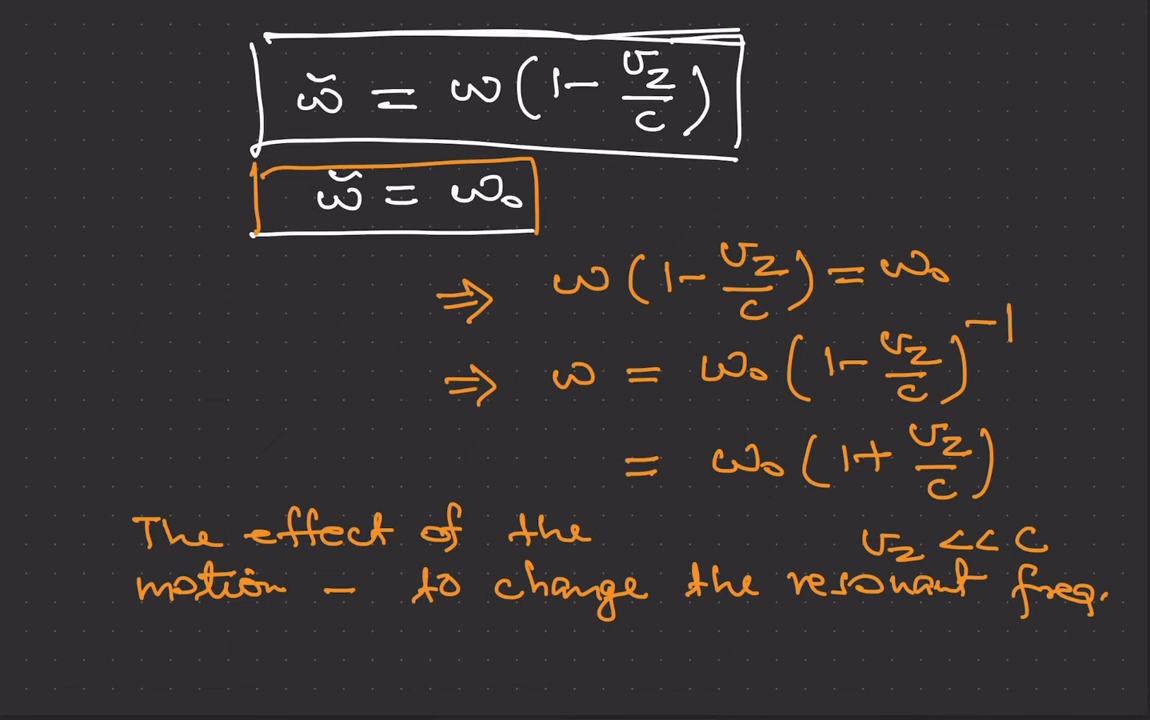 ω̆ = ω(1 - v_z/c)
ω̆ = ω₀
⇒ ω(1 - v_z/c) = ω₀
⇒ ω = ω₀(1 - v_z/c)⁻¹
= ω₀(1 + v_z/c)
v_z << c
The effect of the
motion - to change the resonant freq.